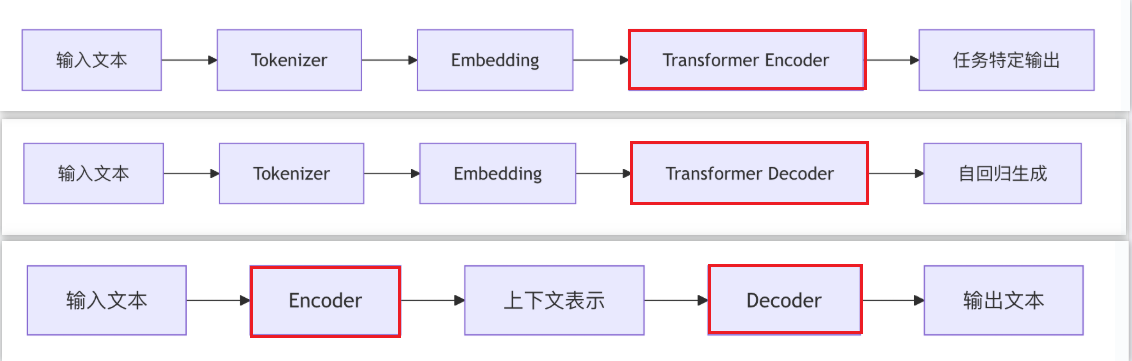 输入文本 Tokenizer Embedding Transformer Encoder 任务特定输出
输入文本 Tokenizer Embedding Transformer Decoder 自回归生成
输入文本 Encoder 上下文表示 Decoder 输出文本